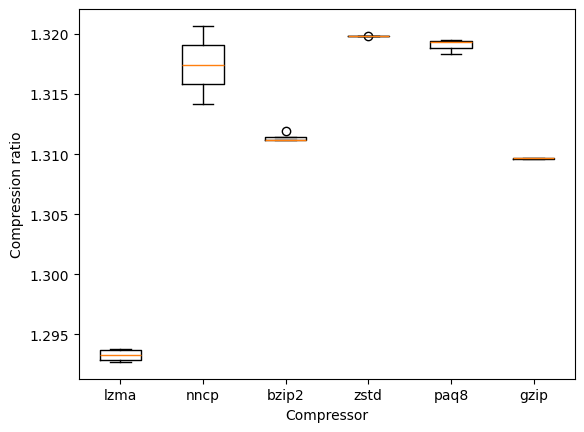 1.320
1.315
1.310
1.305
1.300
1.295
Compression ratio
lzma nncp bzip2 zstd paq8 gzip
Compressor